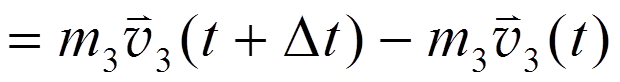 = m₃v⃗₃(t + Δt) − m₃v⃗₃(t)